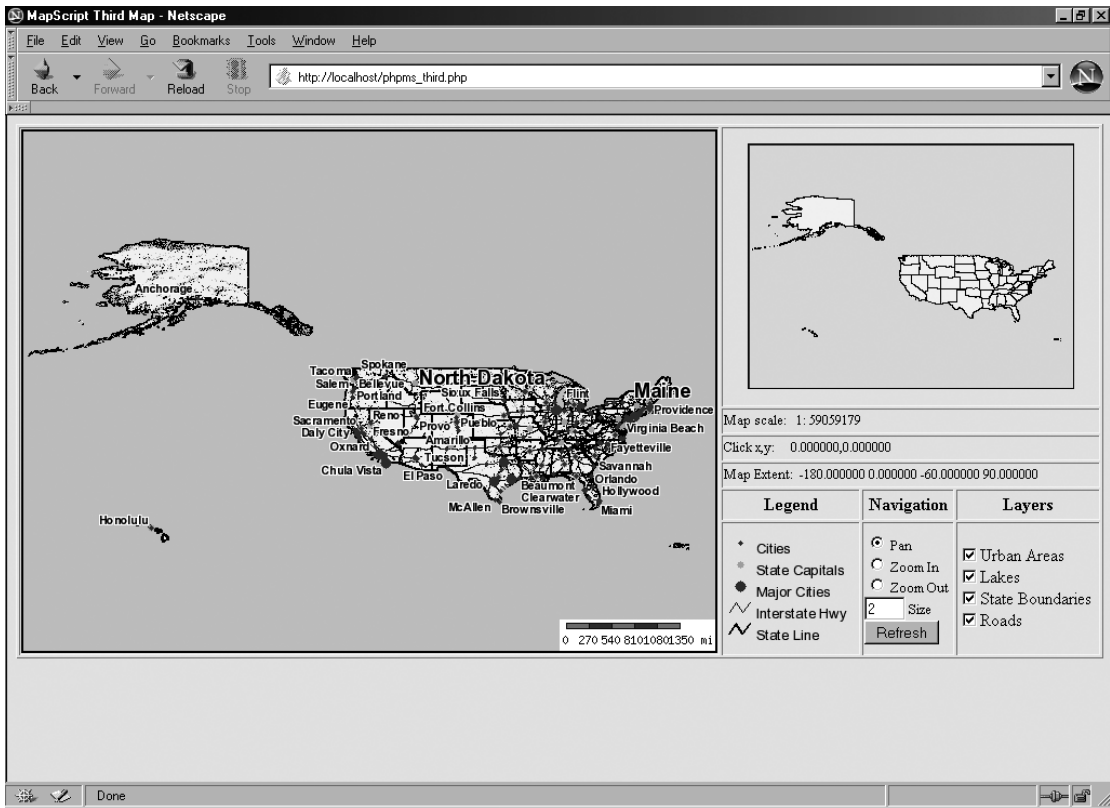 MapScript Third Map - Netscape
File Edit View Go Bookmarks Tools Window Help
Back Forward Reload Stop
http://localhost/phpms_third.php
N
Anchorage
Spokane
Tacoma
North Dakota
Salem
Bellevue
Sioux Falls
Flint
Maine
Portland
Eugene
Fort Collins
Providence
Reno
Sacramento
Provo
Pueblo
Virginia Beach
Daly City
Fresno
Amarillo
Fayetteville
Oxnard
Tucson
Savannah
Chula Vista
El Paso
Laredo
Beaumont
Orlando
Clearwater
Hollywood
McAllen
Brownsville
Miami
Honolulu
0 270 540 81010801350 mi
Map scale: 1: 59059179
Click x,y: 0.000000,0.000000
Map Extent: -180.000000 0.000000 -60.000000 90.000000
Legend Navigation Layers
Cities
State Capitals
Major Cities
Interstate Hwy
State Line
Pan
Zoom In
Zoom Out
2 Size
Refresh
Urban Areas
Lakes
State Boundaries
Roads
Done